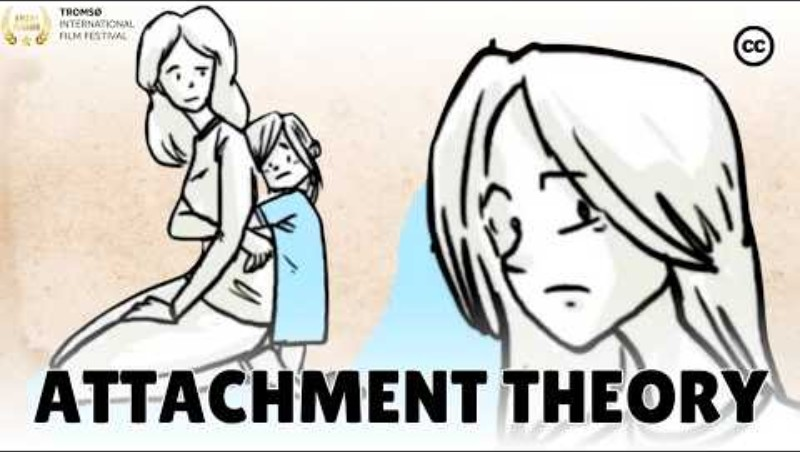 TROMSØ
INTERNATIONAL
FILM FESTIVAL
cc
ATTACHMENT THEORY